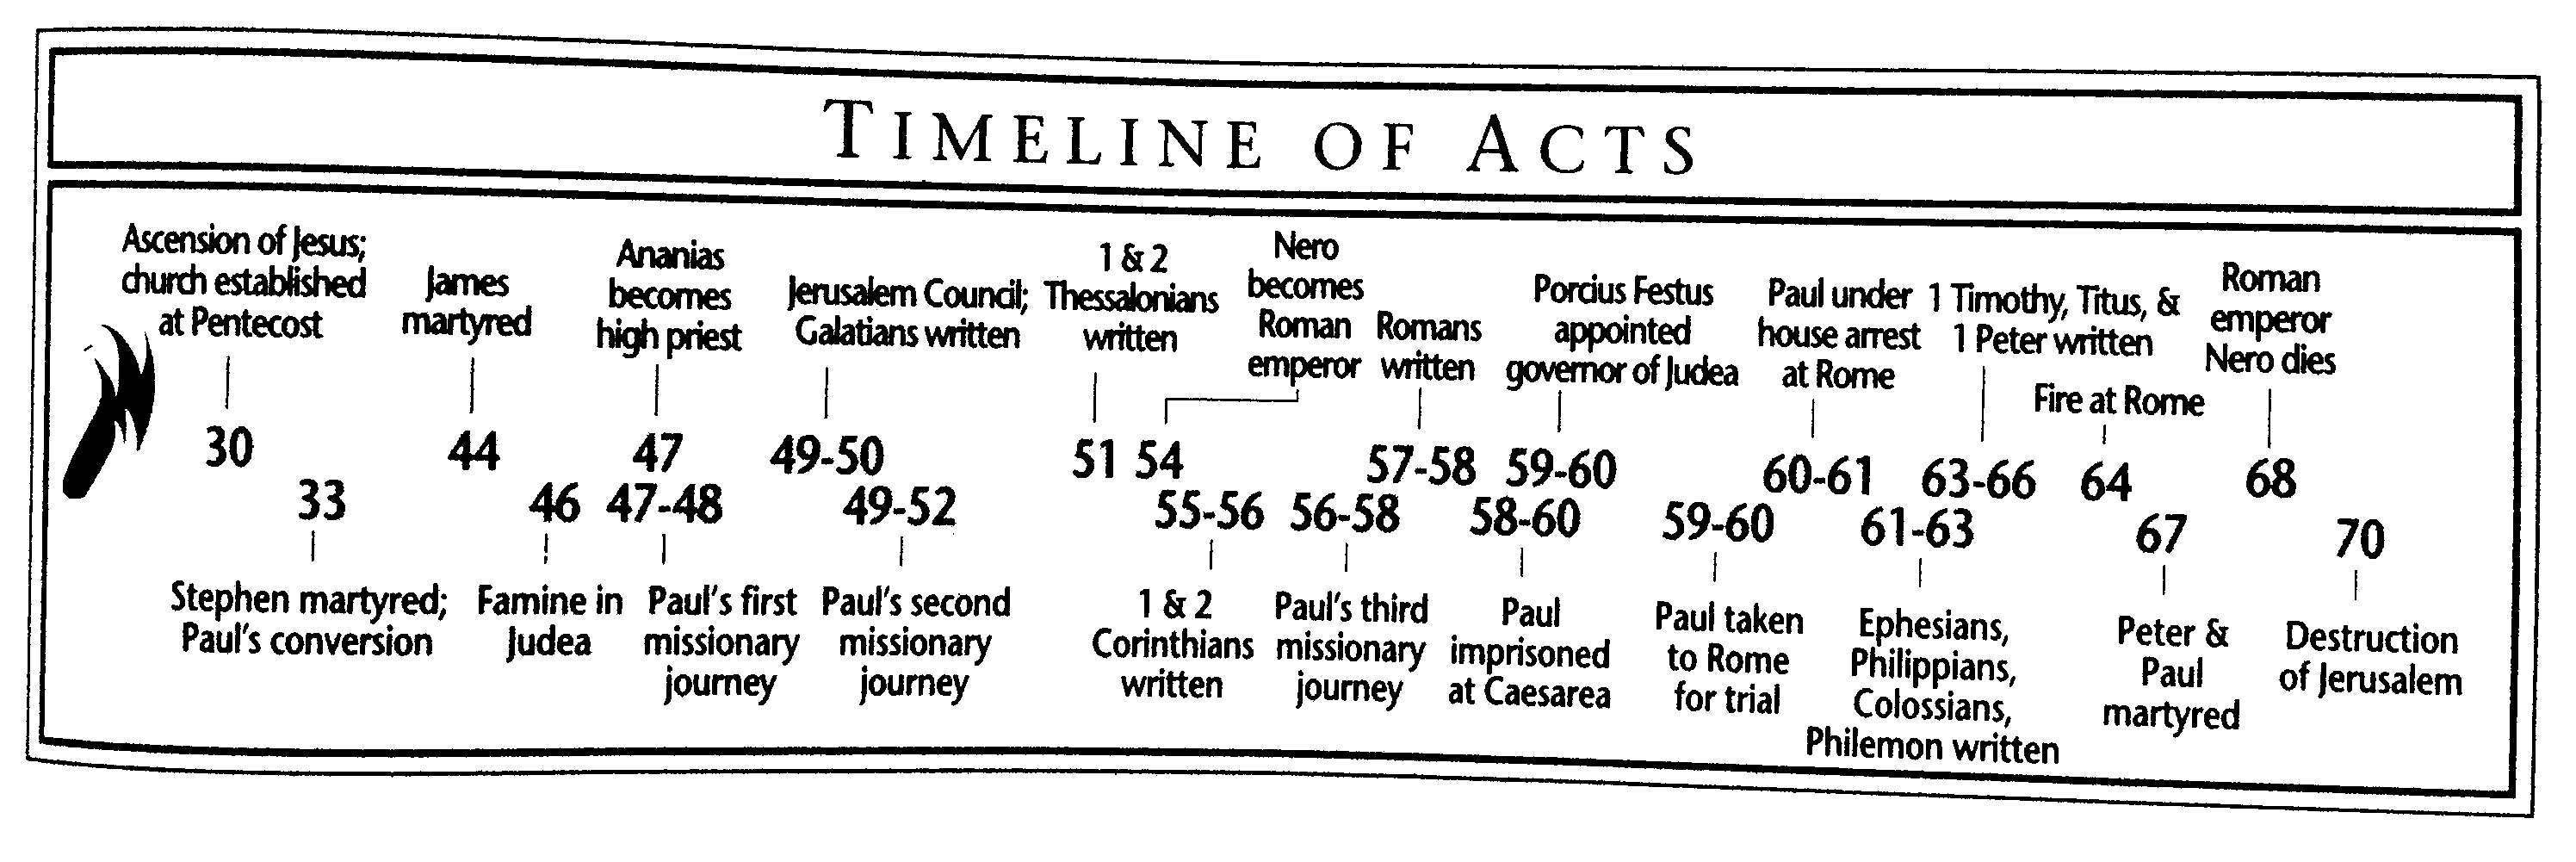 TIMELINE OF ACTS
Ascension of Jesus;
church established
at Pentecost
30
33
Stephen martyred;
Paul's conversion
James
martyred
44
46
Famine in
Judea
Ananias
becomes
high priest
47
47-48
Paul's first
missionary
journey
Jerusalem Council;
Galatians written
49-50
49-52
Paul's second
missionary
journey
1 & 2
Thessalonians
written
51
Nero
becomes
Roman
emperor
54
55-56
1 & 2
Corinthians
written
56-58
Paul's third
missionary
journey
Romans
written
57-58
58-60
Paul
imprisoned
at Caesarea
Porcius Festus
appointed
governor of Judea
59-60
59-60
Paul taken
to Rome
for trial
Paul under
house arrest
at Rome
60-61
61-63
Ephesians,
Philippians,
Colossians,
Philemon written
1 Timothy, Titus, &
1 Peter written
63-66
Fire at Rome
64
67
Peter &
Paul
martyred
Roman
emperor
Nero dies
68
70
Destruction
of Jerusalem